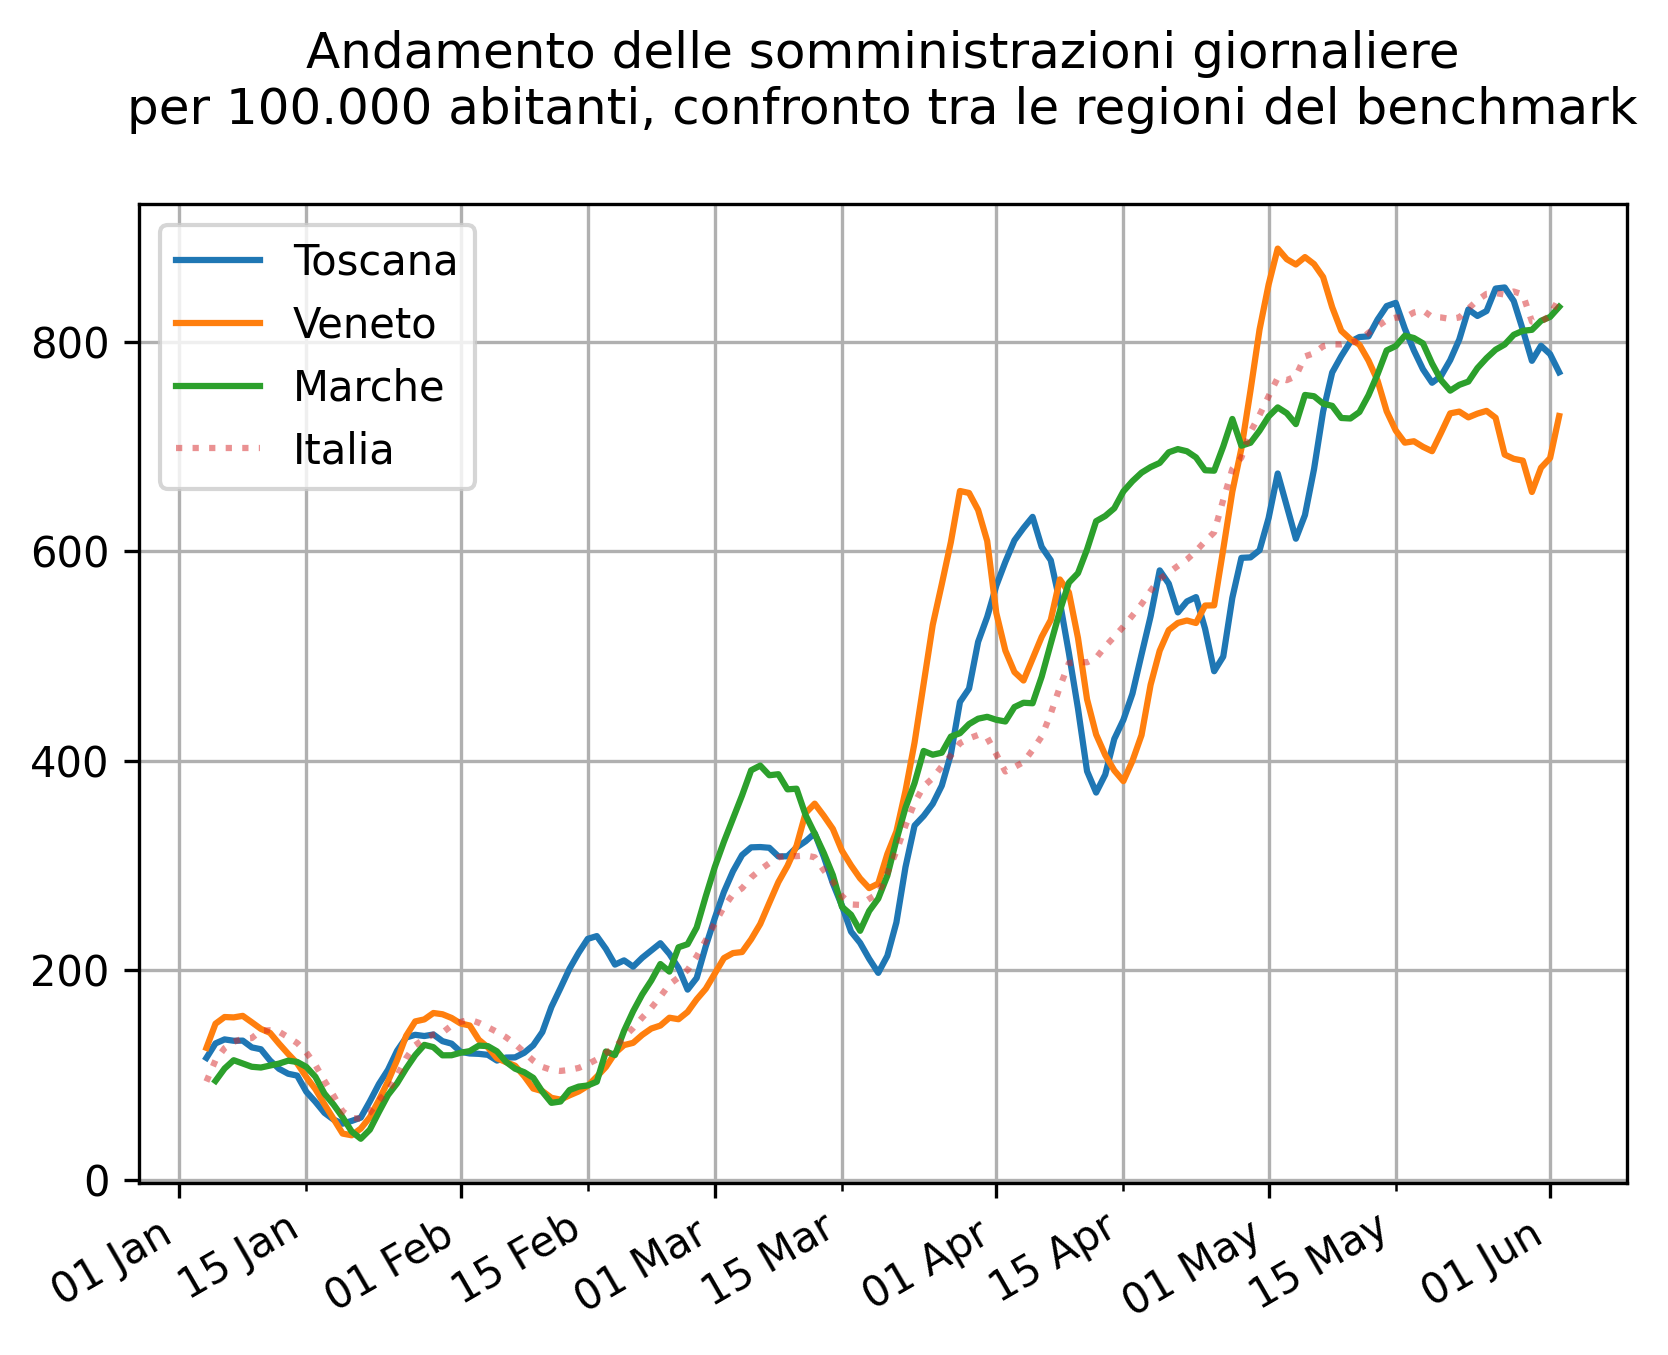 Andamento delle somministrazioni giornaliere
per 100.000 abitanti, confronto tra le regioni del benchmark
Toscana
Veneto
Marche
Italia
800
600
400
200
0
01 Jan
15 Jan
01 Feb
15 Feb
01 Mar
15 Mar
01 Apr
15 Apr
01 May
15 May
01 Jun